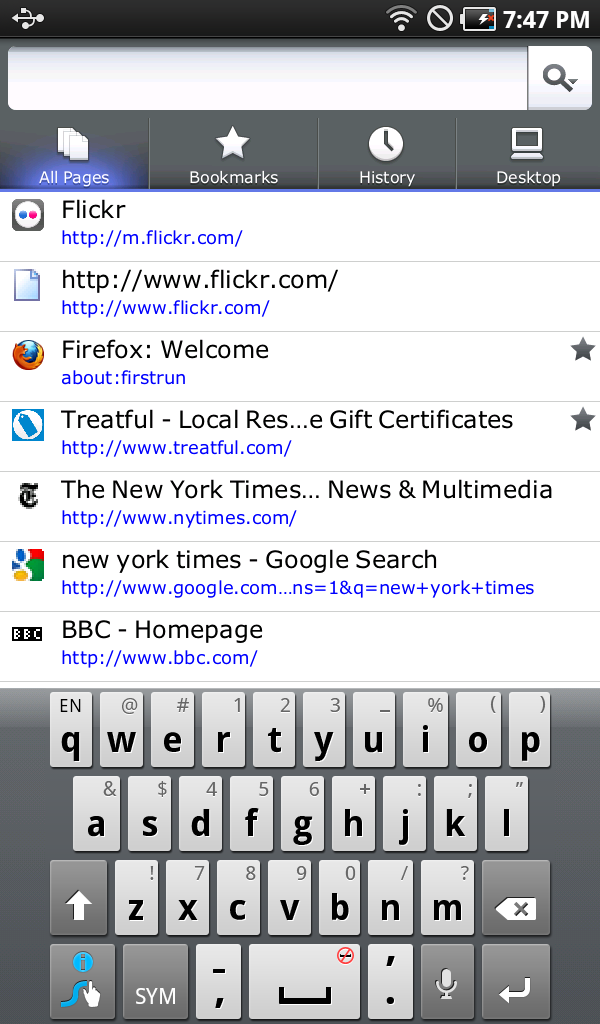 7:47 PM
All Pages Bookmarks History Desktop
Flickr
http://m.flickr.com/
http://www.flickr.com/
http://www.flickr.com/
Firefox: Welcome
about:firstrun
Treatful - Local Res...e Gift Certificates
http://www.treatful.com/
The New York Times... News & Multimedia
http://www.nytimes.com/
new york times - Google Search
http://www.google.com...ns=1&q=new+york+times
BBC
BBC - Homepage
http://www.bbc.com/
EN @ # 1 2 3 _ % ( )
q w e r t y u i o p
& $ 4 5 6 + : ; "
a s d f g h j k l
! 7 8 9 0 / ?
z x c v b n m
SYM - , ' .